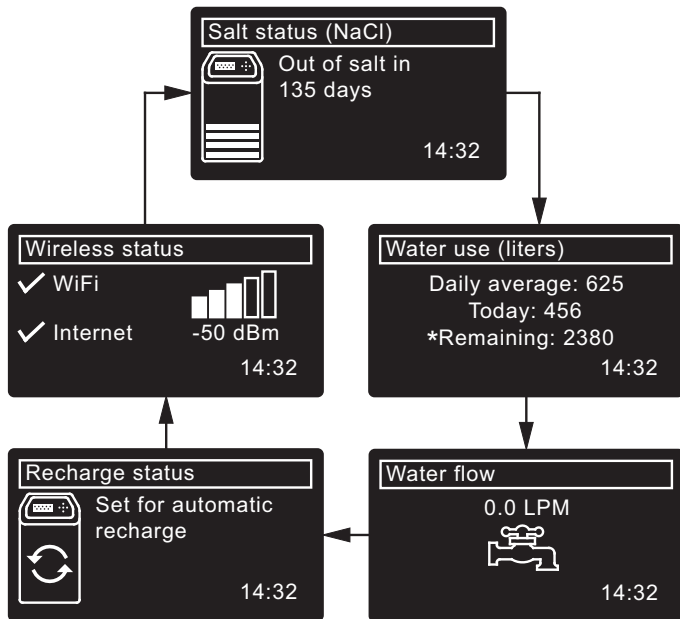 Salt status (NaCl)
Out of salt in
135 days
14:32
Wireless status
WiFi
Internet
-50 dBm
14:32
Water use (liters)
Daily average: 625
Today: 456
*Remaining: 2380
14:32
Recharge status
Set for automatic
recharge
14:32
Water flow
0.0 LPM
14:32